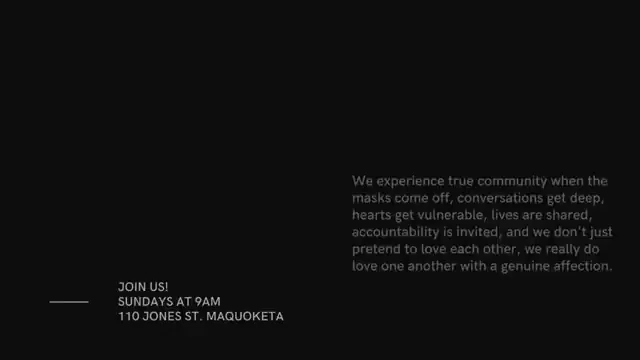 We experience true community when the
masks come off, conversations get deep,
hearts get vulnerable, lives are shared,
accountability is invited, and we don't just
pretend to love each other, we really do
love one another with a genuine affection.
JOIN US!
SUNDAYS AT 9AM
110 JONES ST. MAQUOKETA